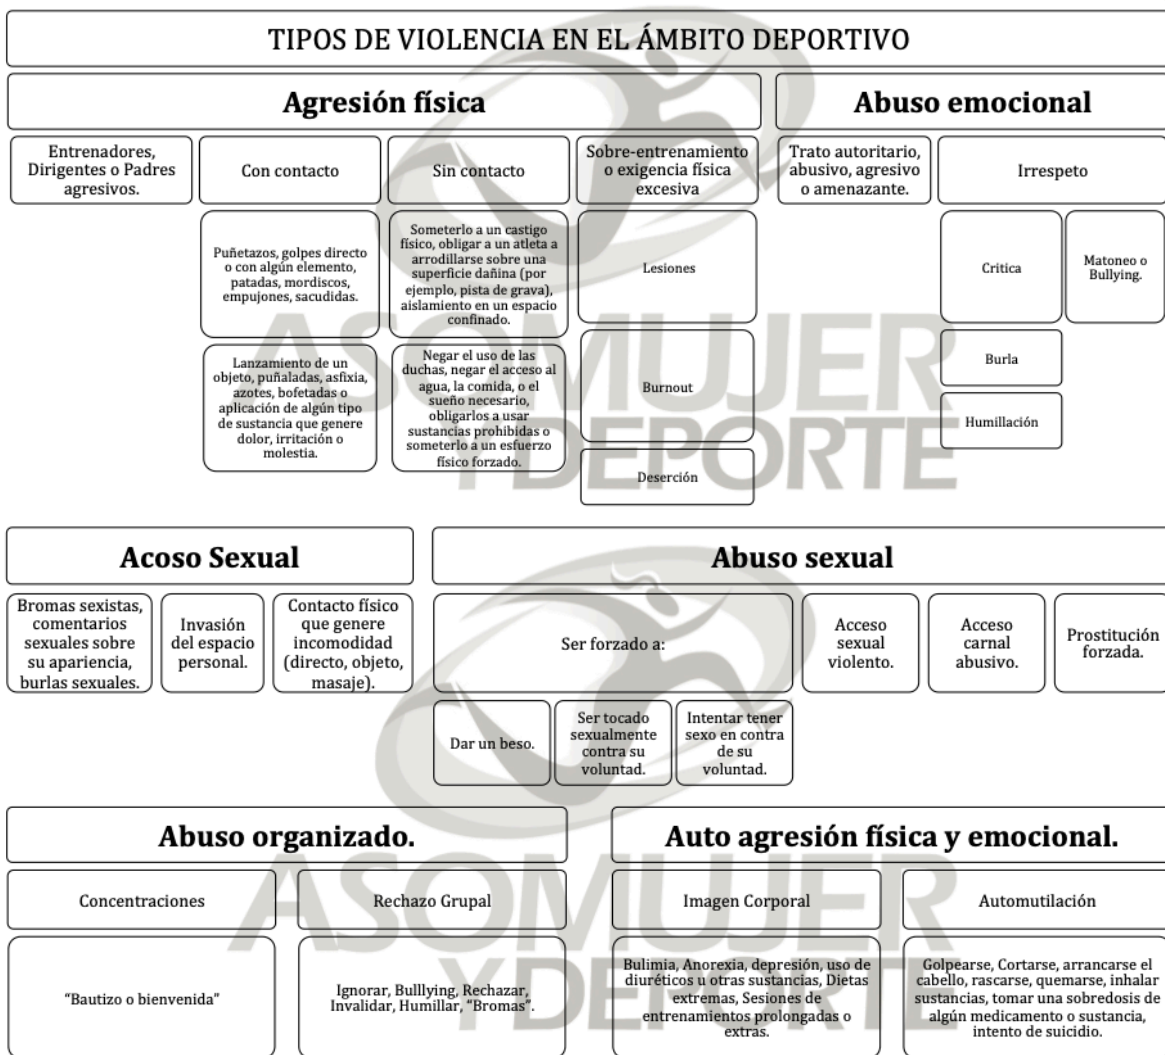 TIPOS DE VIOLENCIA EN EL ÁMBITO DEPORTIVO
Agresión física
Abuso emocional
Entrenadores,
Dirigentes o Padres
agresivos.
Con contacto
Sin contacto
Sobre-entrenamiento
o exigencia física
excesiva
Trato autoritario,
abusivo, agresivo
o amenazante.
Irrespeto
Puñetazos, golpes directo
o con algún elemento,
patadas, mordiscos,
empujones, sacudidas.
Someterlo a un castigo
físico, obligar a un atleta a
arrodillarse sobre una
superficie dañina (por
ejemplo, pista de grava),
aislamiento en un espacio
confinado.
Lesiones
Critica
Matoneo o
Bullying.
Lanzamiento de un
objeto, puñaladas, asfixia,
azotes, bofetadas o
aplicación de algún tipo
de sustancia que genere
dolor, irritación o
molestia.
Negar el uso de las
duchas, negar el acceso al
agua, la comida, o el
sueño necesario,
obligarlos a usar
sustancias prohibidas o
someterlo a un esfuerzo
físico forzado.
Burnout
Burla
Humillación
Deserción
ASOMUJER
YDEPORTE
Acoso Sexual
Abuso sexual
Bromas sexistas,
comentarios
sexuales sobre
su apariencia,
burlas sexuales.
Invasión
del espacio
personal.
Contacto físico
que genere
incomodidad
(directo, objeto,
masaje).
Ser forzado a:
Acceso
sexual
violento.
Acceso
carnal
abusivo.
Prostitución
forzada.
Dar un beso.
Ser tocado
sexualmente
contra su
voluntad.
Intentar tener
sexo en contra
de su
voluntad.
Abuso organizado.
Auto agresión física y emocional.
Concentraciones
Rechazo Grupal
Imagen Corporal
Automutilación
"Bautizo o bienvenida"
Ignorar, Bulllying, Rechazar,
Invalidar, Humillar, "Bromas".
Bulimia, Anorexia, depresión, uso de
diuréticos u otras sustancias, Dietas
extremas, Sesiones de
entrenamientos prolongadas o
extras.
Golpearse, Cortarse, arrancarse el
cabello, rascarse, quemarse, inhalar
sustancias, tomar una sobredosis de
algún medicamento o sustancia,
intento de suicidio.
ASOMUJER
YDEPORTE